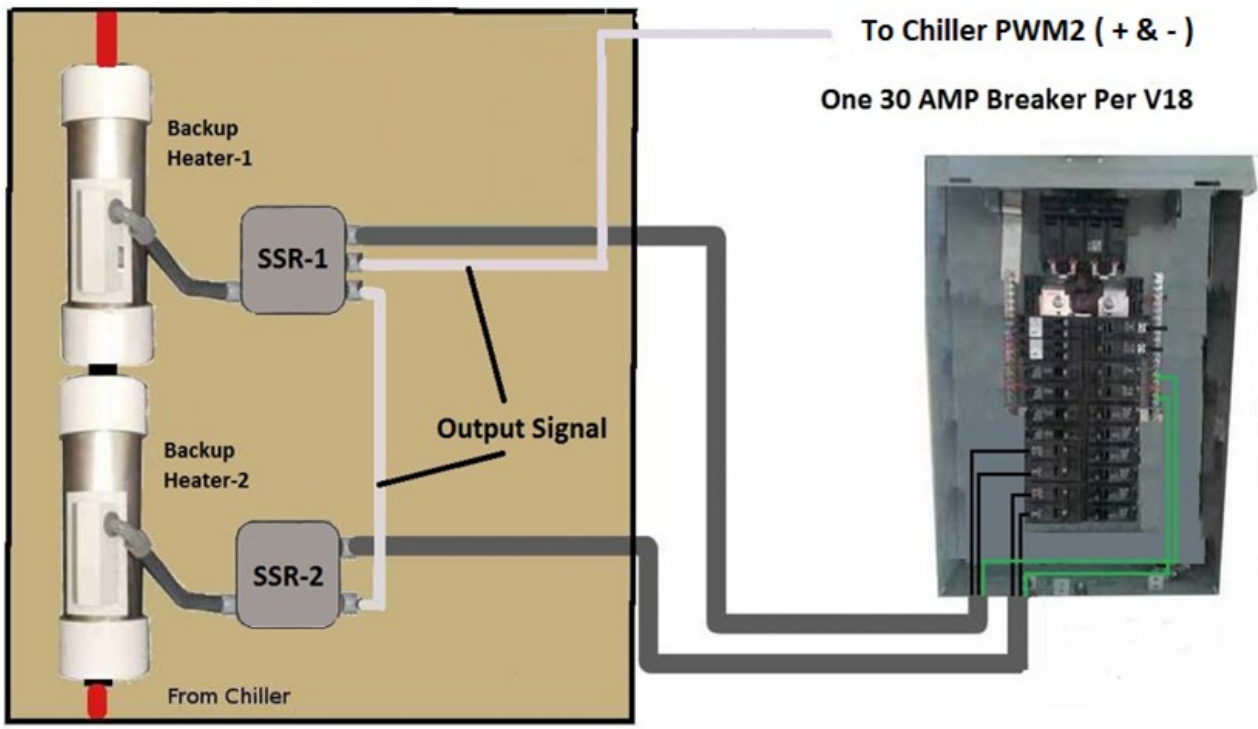 To Chiller PWM2 ( + & - )
One 30 AMP Breaker Per V18
Backup
Heater-1
SSR-1
Output Signal
Backup
Heater-2
SSR-2
From Chiller